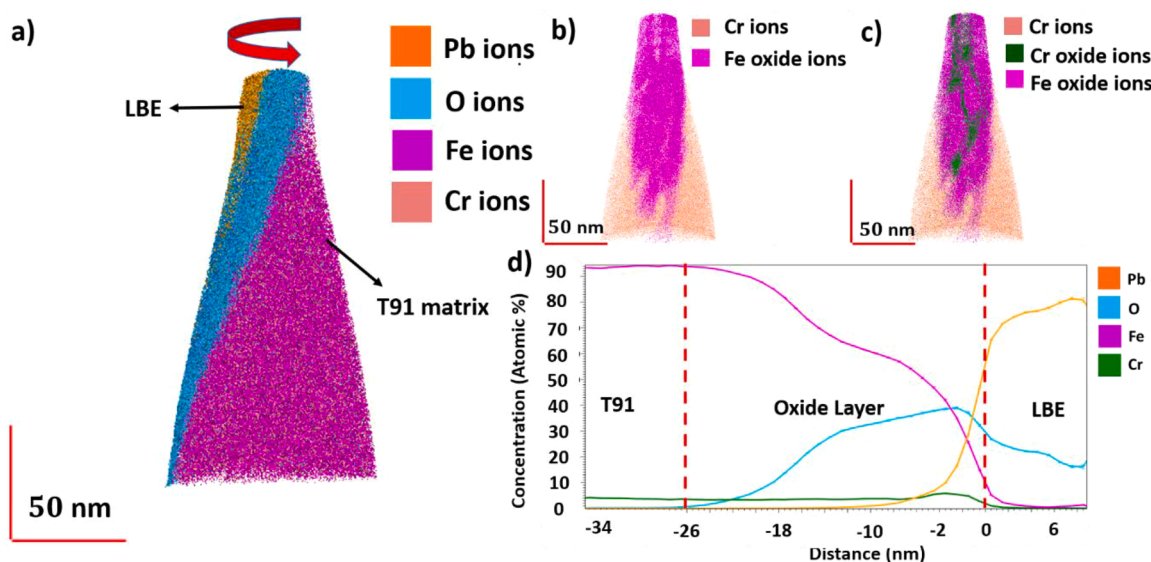 a)
LBE
Pb ions
O ions
Fe ions
Cr ions
T91 matrix
50 nm
b)
Cr ions
Fe oxide ions
50 nm
c)
Cr ions
Cr oxide ions
Fe oxide ions
50 nm
d)
Concentration (Atomic %)
90
80
70
60
50
40
30
20
10
0
T91
Oxide Layer
LBE
-34
-26
-18
-10
-2
0
6
Distance (nm)
Pb
O
Fe
Cr